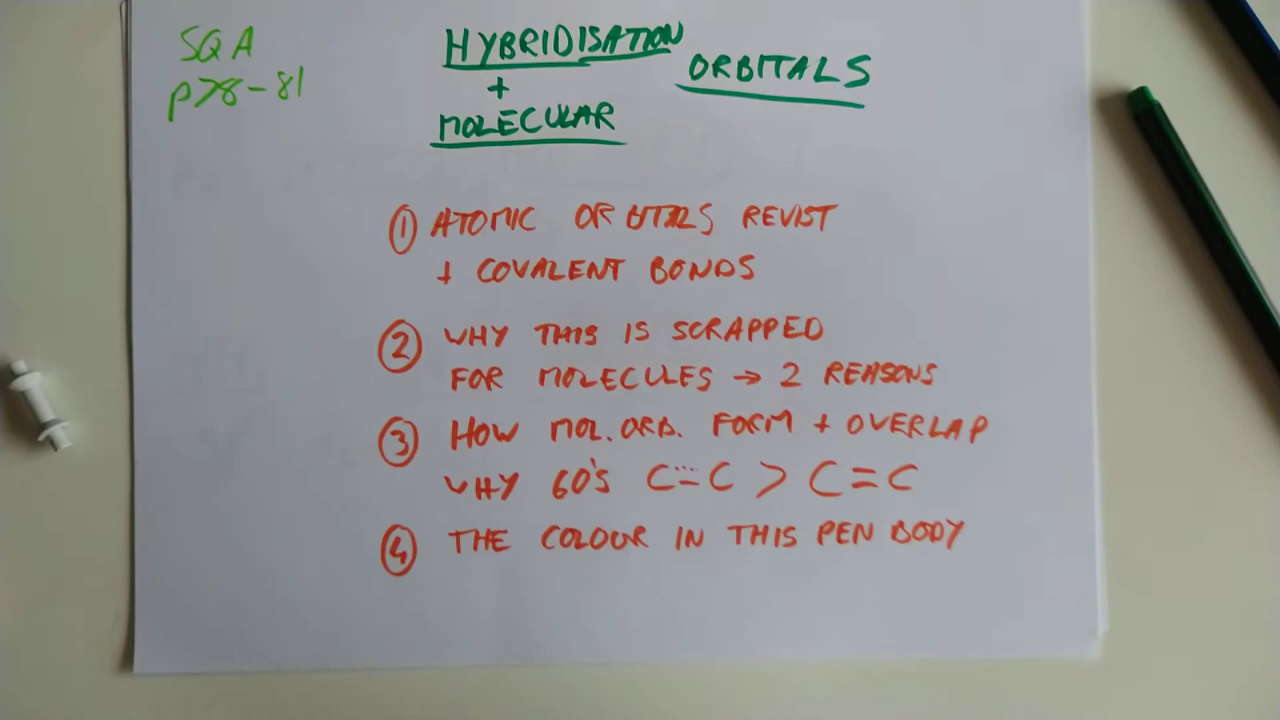 SQA
p78-81
HYBRIDISATION
+
MOLECULAR
ORBITALS
① ATOMIC ORBITALS REVIST
+ COVALENT BONDS
② WHY THIS IS SCRAPPED
FOR MOLECULES → 2 REASONS
③ HOW MOL. ORB. FORM + OVERLAP
WHY 60'S C=C > C=C
④ THE COLOUR IN THIS PEN BODY